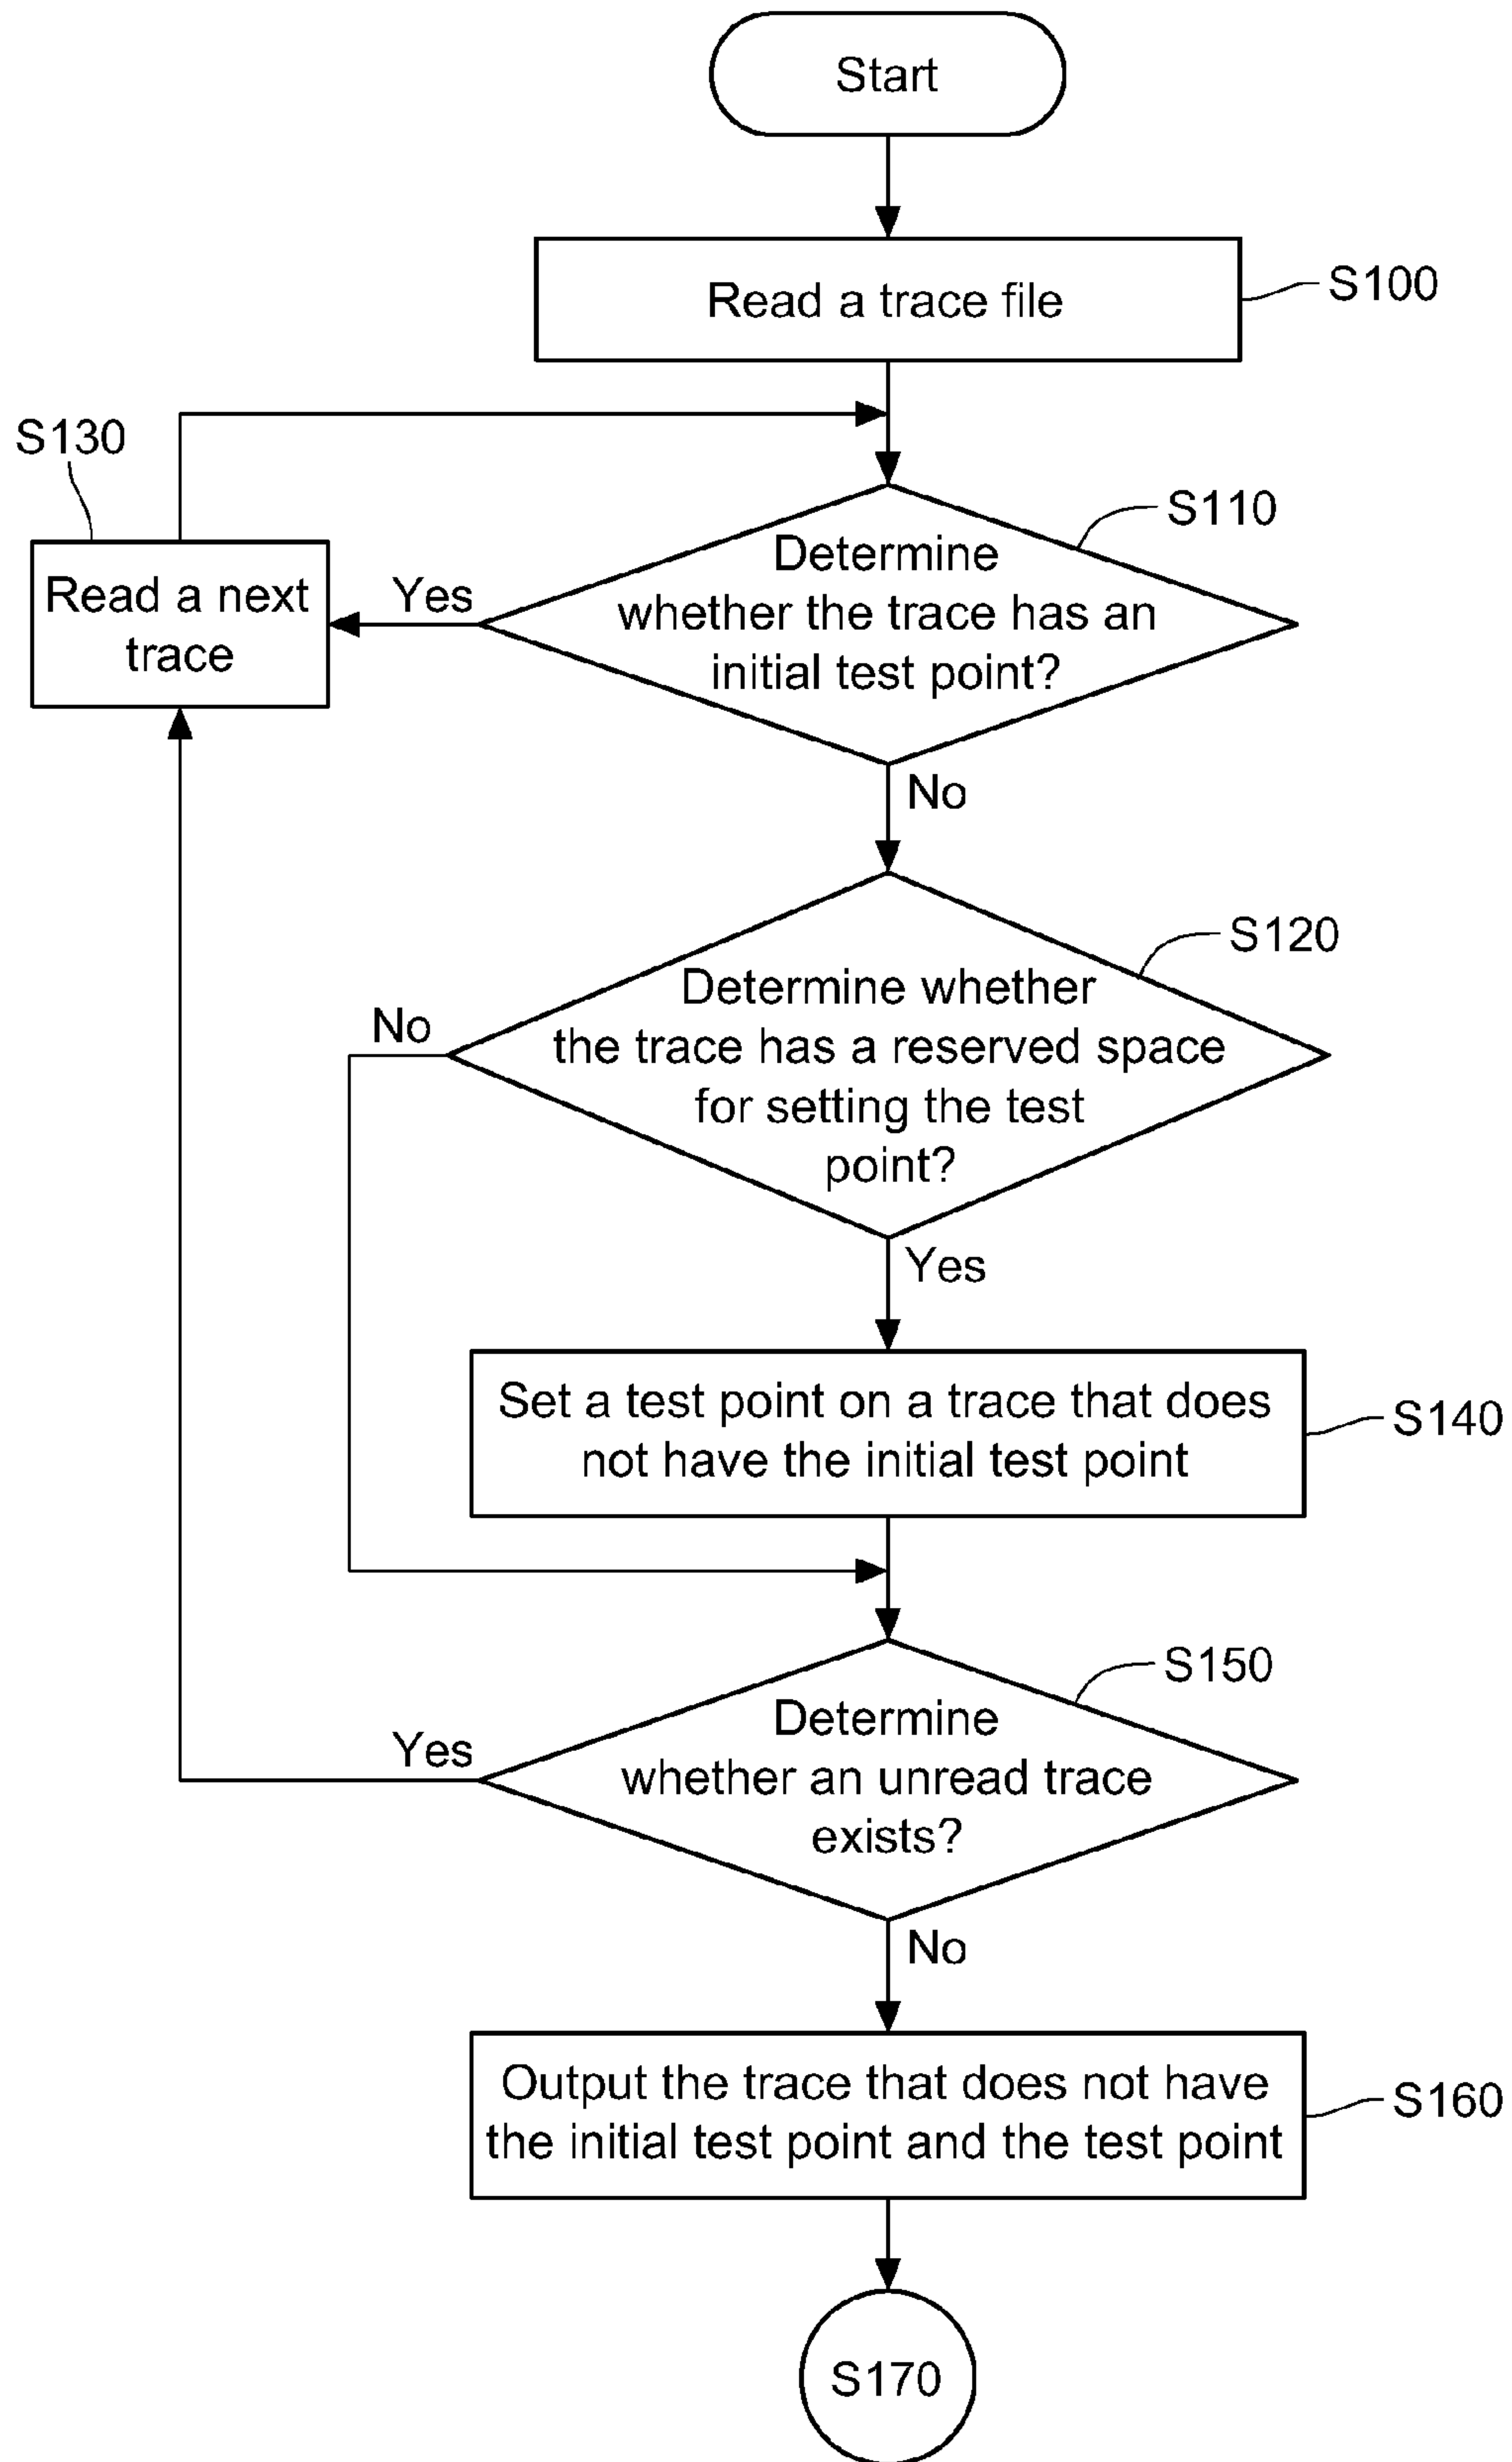 Start
Read a trace file
S100
S130
S110
Determine
whether the trace has an
initial test point?
Yes
Read a next
trace
No
S120
Determine whether
the trace has a reserved space
for setting the test
point?
No
Yes
Set a test point on a trace that does
not have the initial test point
S140
S150
Determine
whether an unread trace
exists?
Yes
No
Output the trace that does not have
the initial test point and the test point
S160
S170